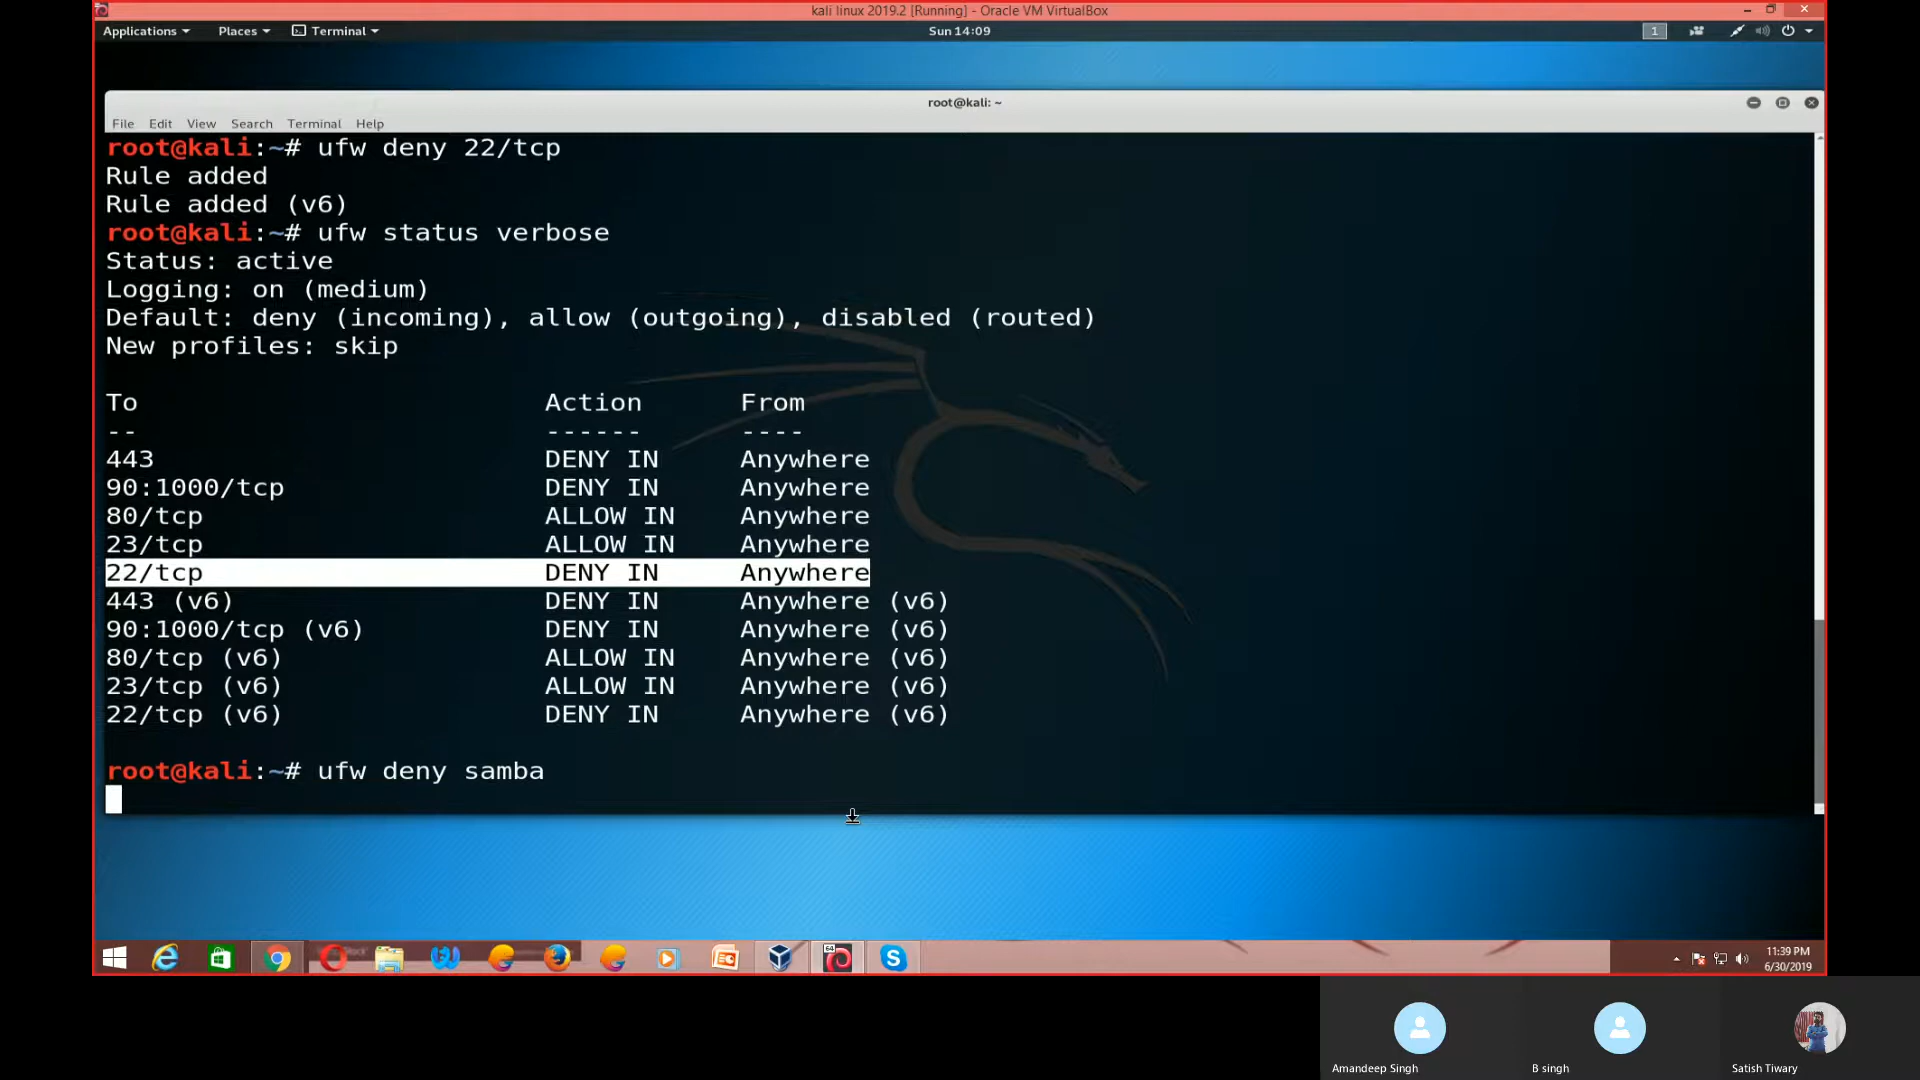 kali linux 2019.2 [Running] - Oracle VM VirtualBox
Applications Places Terminal Sun 14:09 1
root@kali: ~
File Edit View Search Terminal Help
root@kali:~# ufw deny 22/tcp
Rule added
Rule added (v6)
root@kali:~# ufw status verbose
Status: active
Logging: on (medium)
Default: deny (incoming), allow (outgoing), disabled (routed)
New profiles: skip
To Action From
-- ------ ----
443 DENY IN Anywhere
90:1000/tcp DENY IN Anywhere
80/tcp ALLOW IN Anywhere
23/tcp ALLOW IN Anywhere
22/tcp DENY IN Anywhere
443 (v6) DENY IN Anywhere (v6)
90:1000/tcp (v6) DENY IN Anywhere (v6)
80/tcp (v6) ALLOW IN Anywhere (v6)
23/tcp (v6) ALLOW IN Anywhere (v6)
22/tcp (v6) DENY IN Anywhere (v6)
root@kali:~# ufw deny samba
64
11:39 PM
6/30/2019
Amandeep Singh B singh Satish Tiwary